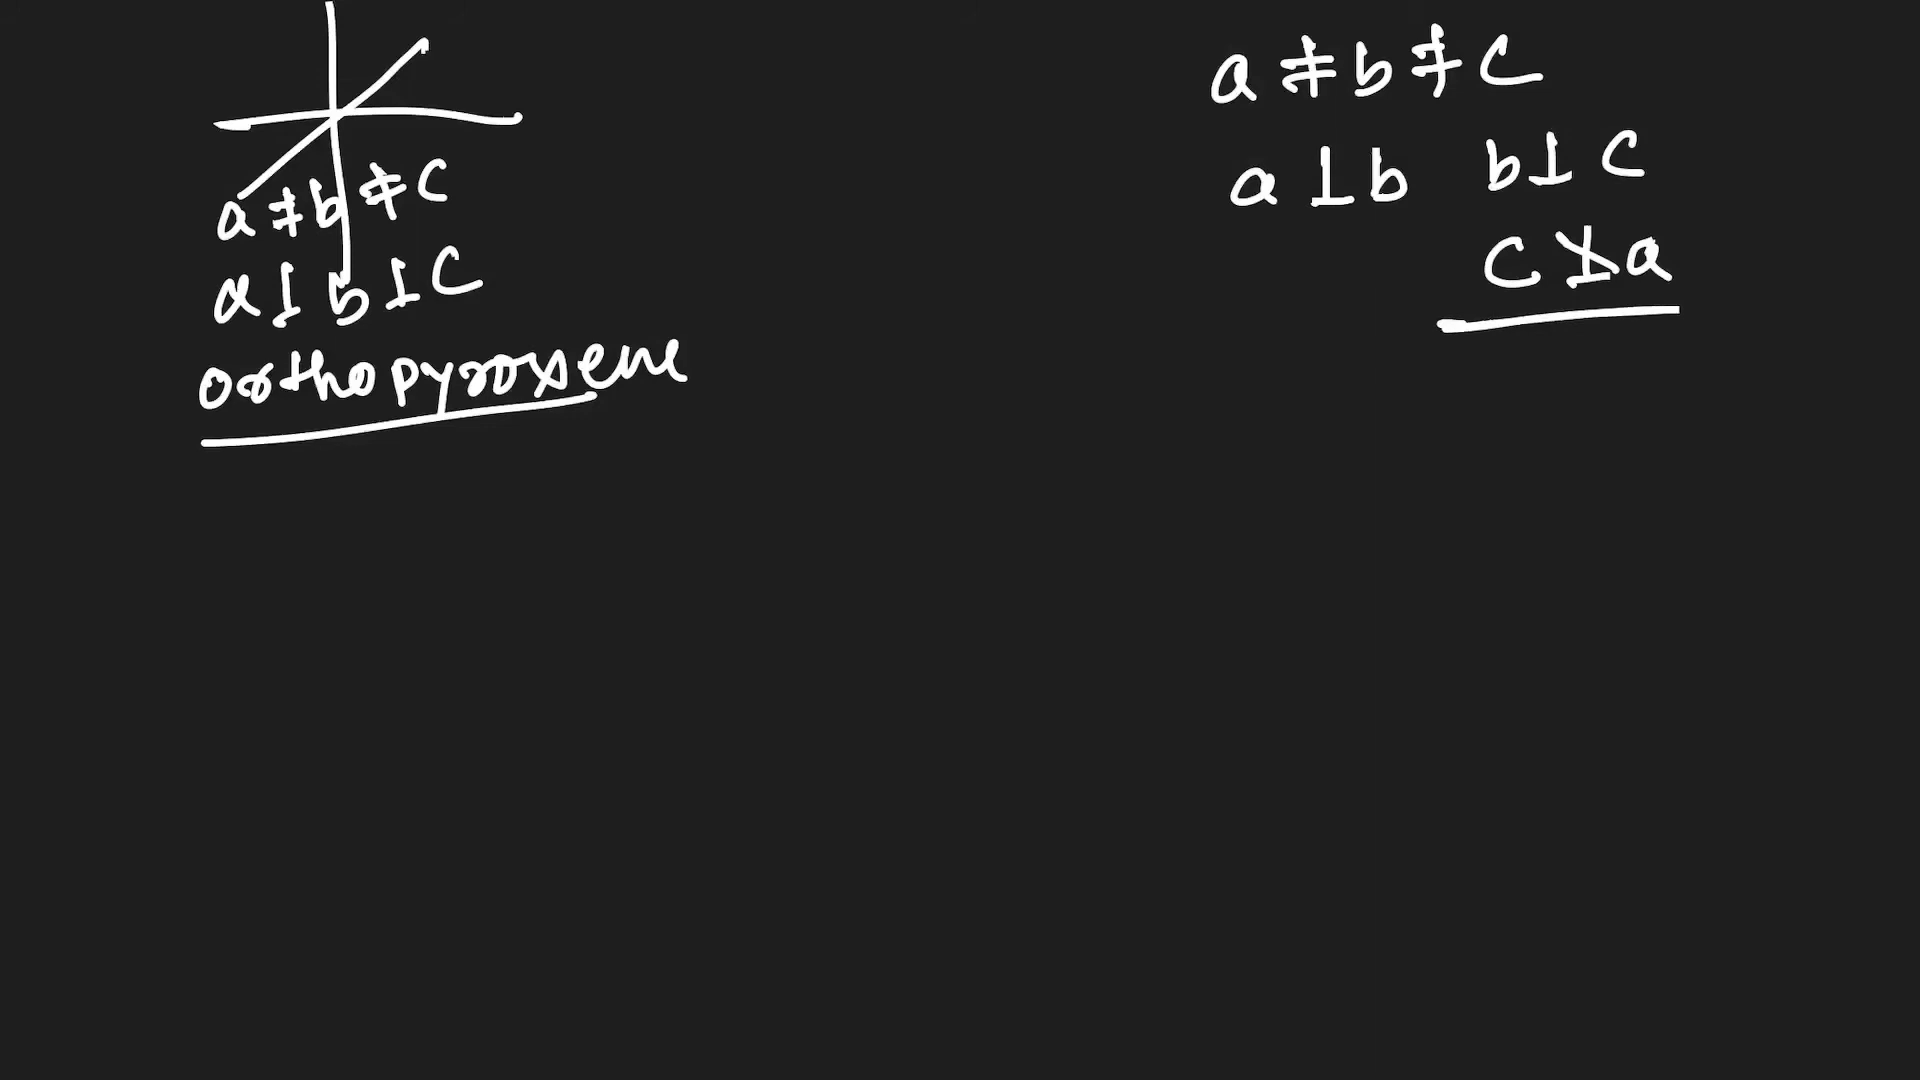 a ≠ b ≠ c
a ⊥ b ⊥ c
orthopyroxene
a ≠ b ≠ c
a ⊥ b b ⊥ c
c ⊥̸ a